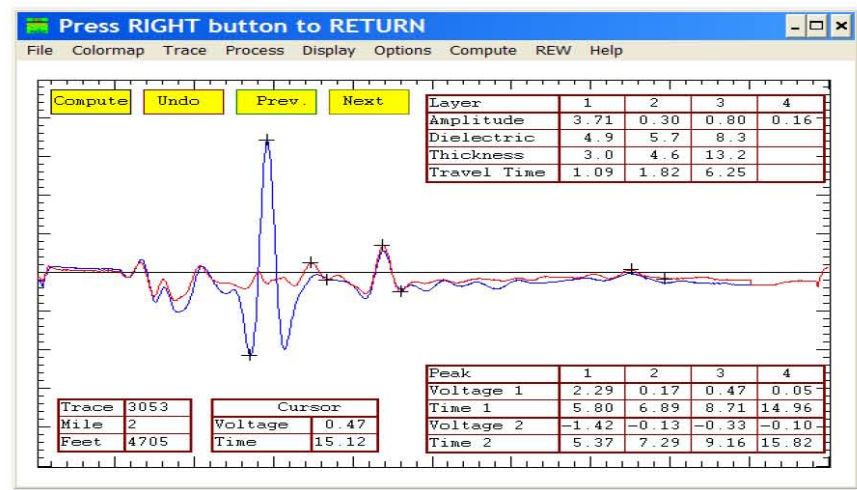 Press RIGHT button to RETURN
File Colormap Trace Process Display Options Compute REW Help
Compute Undo Prev. Next
Layer 1 2 3 4
Amplitude 3.71 0.30 0.80 0.16
Dielectric 4.9 5.7 8.3
Thickness 3.0 4.6 13.2
Travel Time 1.09 1.82 6.25
Peak 1 2 3 4
Voltage 1 2.29 0.17 0.47 0.05
Time 1 5.80 6.89 8.71 14.96
Voltage 2 -1.42 -0.13 -0.33 -0.10
Time 2 5.37 7.29 9.16 15.82
Trace 3053
Mile 2
Feet 4705
Cursor
Voltage 0.47
Time 15.12